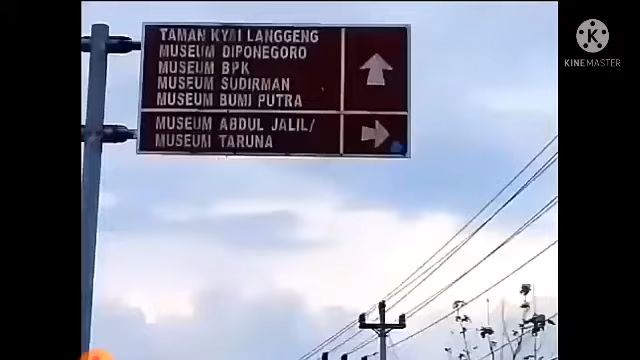 TAMAN KYAI LANGGENG
MUSEUM DIPONEGORO
MUSEUM BPK
MUSEUM SUDIRMAN
MUSEUM BUMI PUTRA
MUSEUM ABDUL JALIL/
MUSEUM TARUNA
KINEMASTER